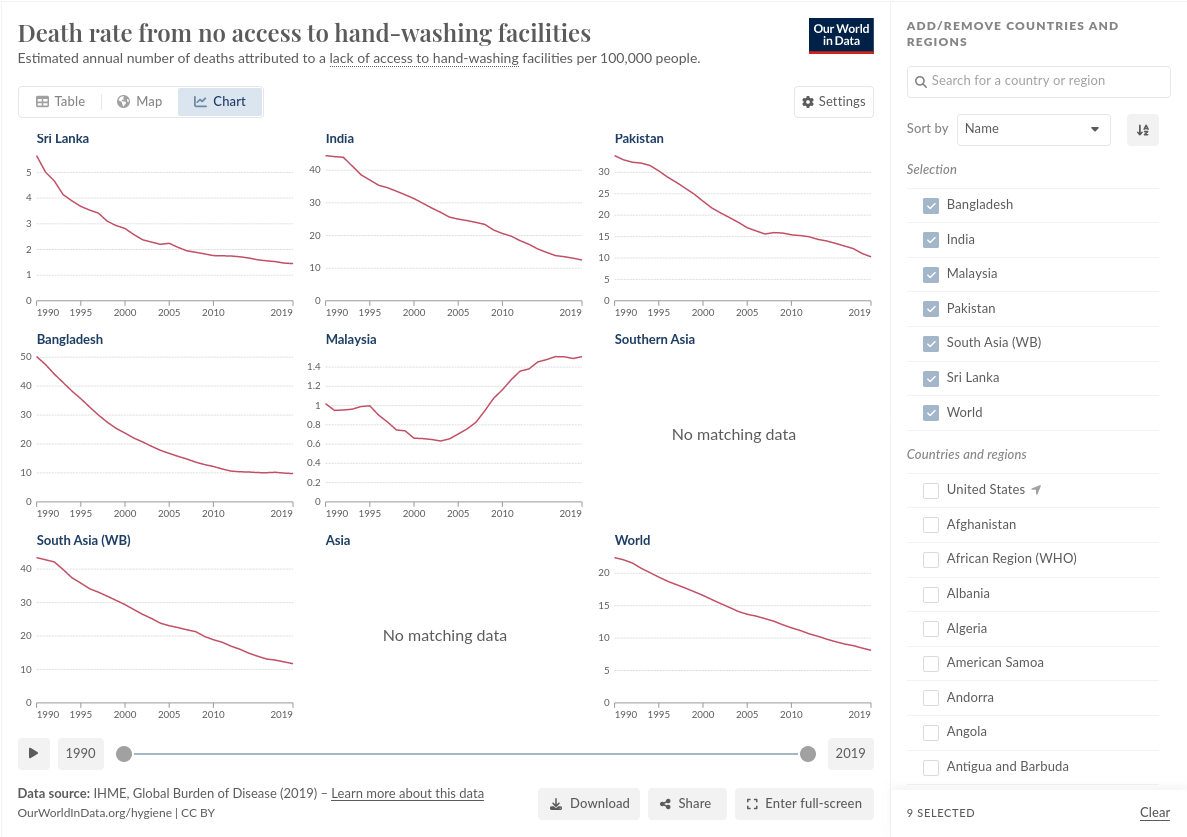 Death rate from no access to hand-washing facilities
Estimated annual number of deaths attributed to a lack of access to hand-washing facilities per 100,000 people.
Our World
in Data
Table
Map
Chart
Settings
Sri Lanka
5
4
3
2
1
0
1990 1995 2000 2005 2010 2019
India
40
30
20
10
0
1990 1995 2000 2005 2010 2019
Pakistan
30
25
20
15
10
5
0
1990 1995 2000 2005 2010 2019
Bangladesh
50
40
30
20
10
0
1990 1995 2000 2005 2010 2019
Malaysia
1.4
1.2
1
0.8
0.6
0.4
0.2
0
1990 1995 2000 2005 2010 2019
Southern Asia
No matching data
South Asia (WB)
40
30
20
10
0
1990 1995 2000 2005 2010 2019
Asia
No matching data
World
20
15
10
5
0
1990 1995 2000 2005 2010 2019
1990
2019
Data source: IHME, Global Burden of Disease (2019) – Learn more about this data
OurWorldInData.org/hygiene | CC BY
Download
Share
Enter full-screen
ADD/REMOVE COUNTRIES AND
REGIONS
Search for a country or region
Sort by
Name
Selection
Bangladesh
India
Malaysia
Pakistan
South Asia (WB)
Sri Lanka
World
Countries and regions
United States
Afghanistan
African Region (WHO)
Albania
Algeria
American Samoa
Andorra
Angola
Antigua and Barbuda
9 SELECTED
Clear